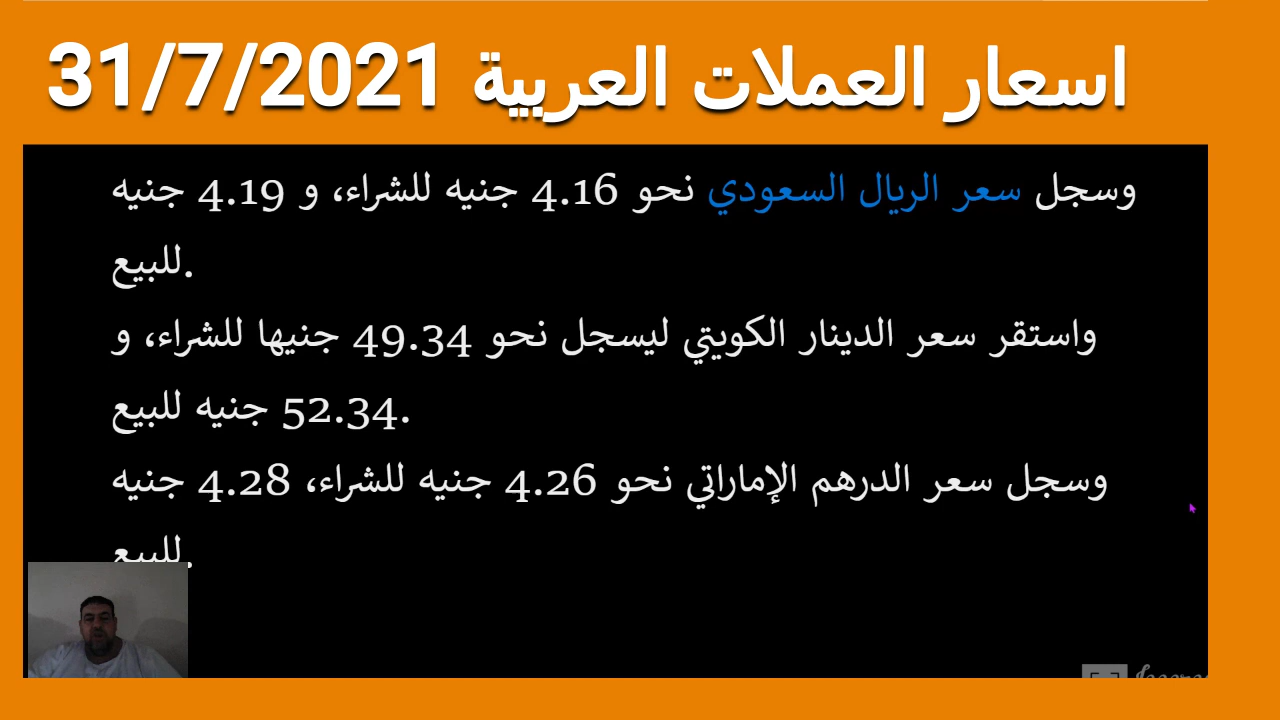 اسعار العملات العربية 31/7/2021
وسجل سعر الريال السعودي نحو 4.16 جنيه للشراء، و 4.19 جنيه
للبيع.
واستقر سعر الدينار الكويتي ليسجل نحو 49.34 جنيها للشراء، و
52.34 جنيه للبيع.
وسجل سعر الدرهم الإماراتي نحو 4.26 جنيه للشراء، 4.28 جنيه
للبيع.